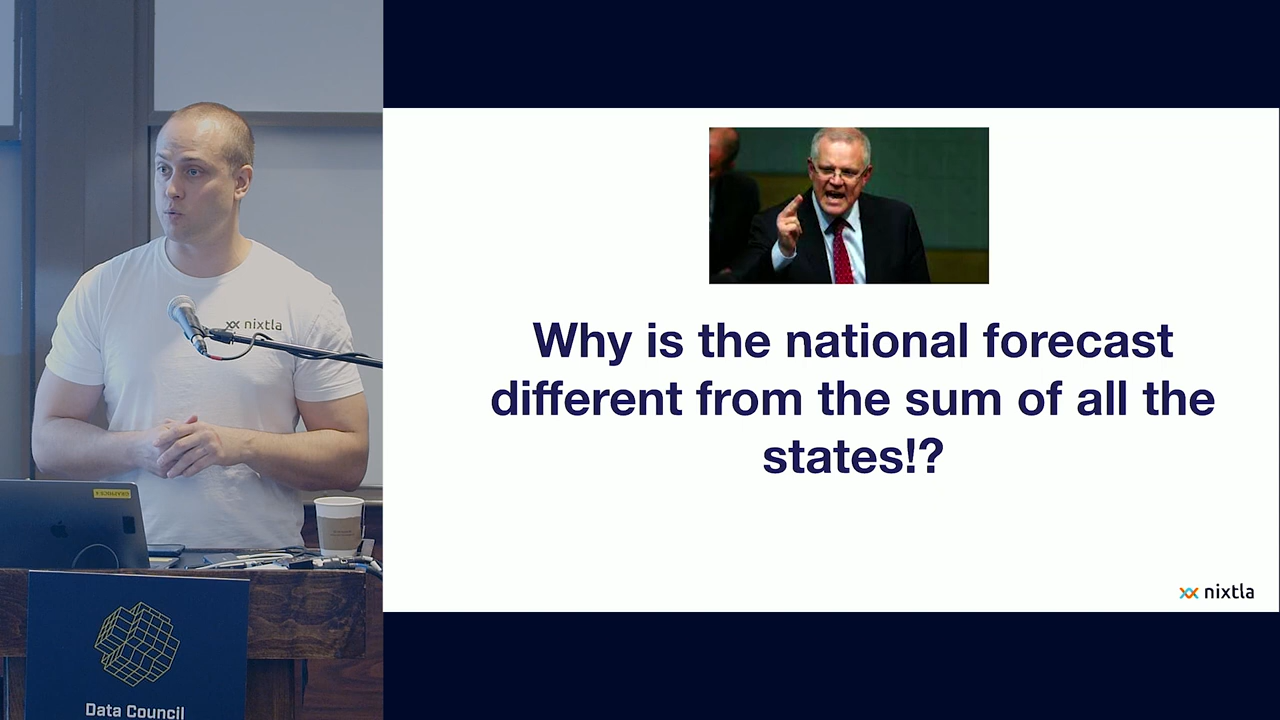 Why is the national forecast
different from the sum of all the
states!?
nixtla
nixtla
Data Council